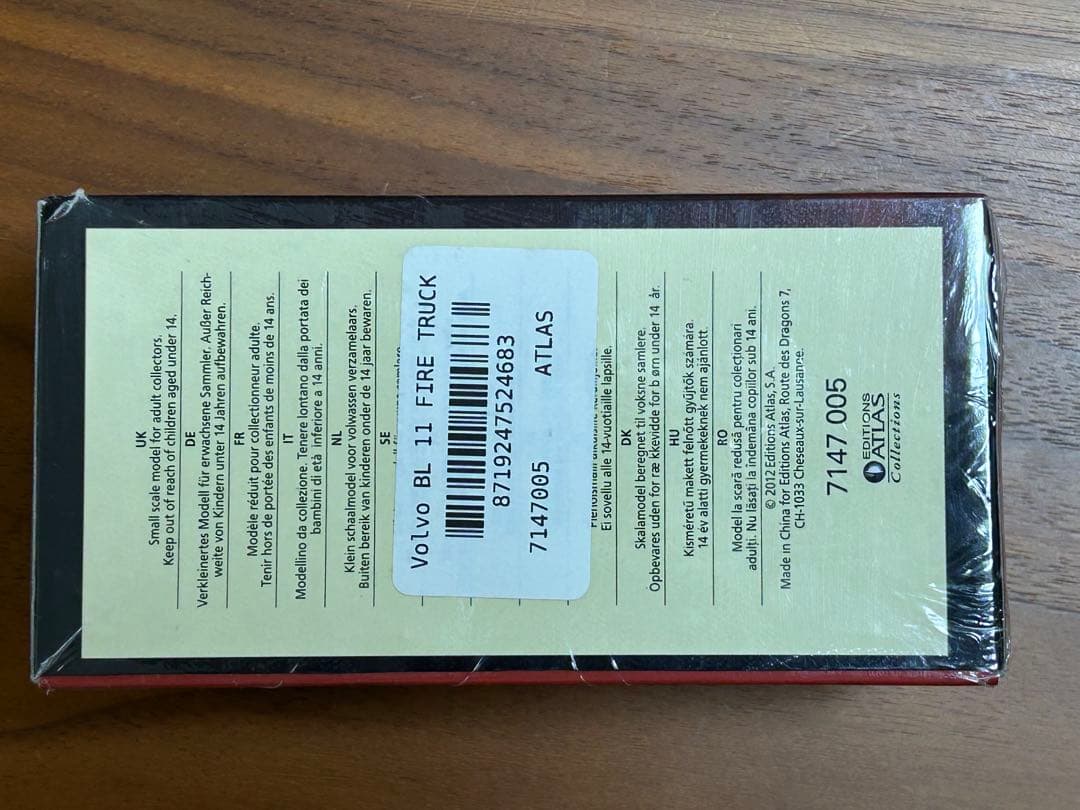 UK
Small scale model for adult collectors.
Keep out of reach of children aged under 14.
DE
Verkleinertes Modell für erwachsene Sammler. Außer Reich-
weite von Kindern unter 14 Jahren aufbewahren.
FR
Modèle réduit pour collectionneur adulte.
Tenir hors de portée des enfants de moins de 14 ans.
IT
Modellino da collezione. Tenere lontano dalla portata dei
bambini di età inferiore a 14 anni.
NL
Klein schaalmodel voor volwassen verzamelaars.
Buiten bereik van kinderen onder de 14 jaar bewaren.
SE
Volvo BL 11 FIRE TRUCK
8719247524683
7147005 ATLAS
Ei sovellu alle 14-vuotiaille lapsille.
DK
Skalamodel beregnet til voksne samlere.
Opbevares uden for ræ kkevidde for b ørn under 14 år.
HU
Kisméretű makett felnőtt gyűjtők számára.
14 év alatti gyermekeknek nem ajánlott.
RO
Model la scară redusă pentru colecționari
adulți. Nu lăsați la îndemâna copiilor sub 14 ani.
© 2012 Editions Atlas, S.A.
Made in China for Editions Atlas, Route des Dragons 7,
CH-1033 Cheseaux-sur-Lausanne.
7147 005
EDITIONS
ATLAS
Collections